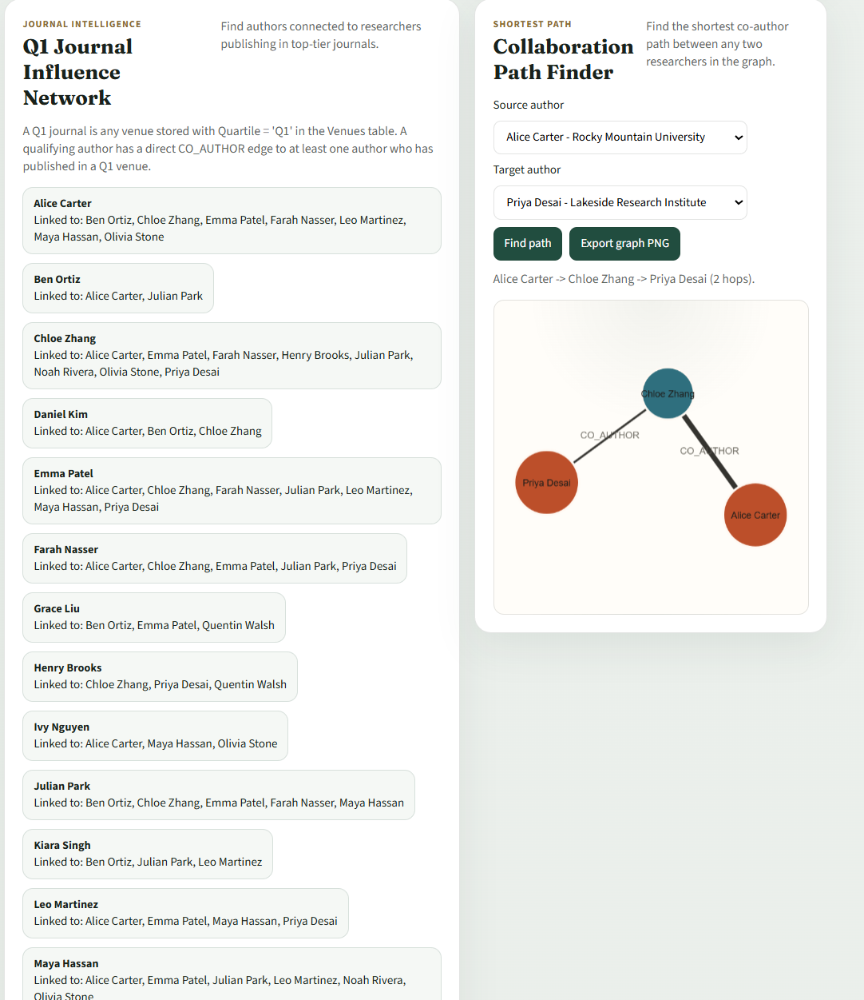 JOURNAL INTELLIGENCE
Q1 Journal
Influence
Network
Find authors connected to researchers
publishing in top-tier journals.
A Q1 journal is any venue stored with Quartile = 'Q1' in the Venues table. A
qualifying author has a direct CO_AUTHOR edge to at least one author who has
published in a Q1 venue.
Alice Carter
Linked to: Ben Ortiz, Chloe Zhang, Emma Patel, Farah Nasser, Leo Martinez,
Maya Hassan, Olivia Stone
Ben Ortiz
Linked to: Alice Carter, Julian Park
Chloe Zhang
Linked to: Alice Carter, Emma Patel, Farah Nasser, Henry Brooks, Julian Park,
Noah Rivera, Olivia Stone, Priya Desai
Daniel Kim
Linked to: Alice Carter, Ben Ortiz, Chloe Zhang
Emma Patel
Linked to: Alice Carter, Chloe Zhang, Farah Nasser, Julian Park, Leo Martinez,
Maya Hassan, Priya Desai
Farah Nasser
Linked to: Alice Carter, Chloe Zhang, Emma Patel, Julian Park, Priya Desai
Grace Liu
Linked to: Ben Ortiz, Emma Patel, Quentin Walsh
Henry Brooks
Linked to: Chloe Zhang, Priya Desai, Quentin Walsh
Ivy Nguyen
Linked to: Alice Carter, Maya Hassan, Olivia Stone
Julian Park
Linked to: Ben Ortiz, Chloe Zhang, Emma Patel, Farah Nasser, Maya Hassan
Kiara Singh
Linked to: Ben Ortiz, Julian Park, Leo Martinez
Leo Martinez
Linked to: Alice Carter, Emma Patel, Maya Hassan, Priya Desai
Maya Hassan
Linked to: Alice Carter, Emma Patel, Julian Park, Leo Martinez, Noah Rivera,
Olivia Stone
SHORTEST PATH
Collaboration
Path Finder
Find the shortest co-author
path between any two
researchers in the graph.
Source author
Alice Carter - Rocky Mountain University
Target author
Priya Desai - Lakeside Research Institute
Find path
Export graph PNG
Alice Carter -> Chloe Zhang -> Priya Desai (2 hops).
Chloe Zhang
CO_AUTHOR
CO_AUTHOR
Priya Desai
Alice Carter